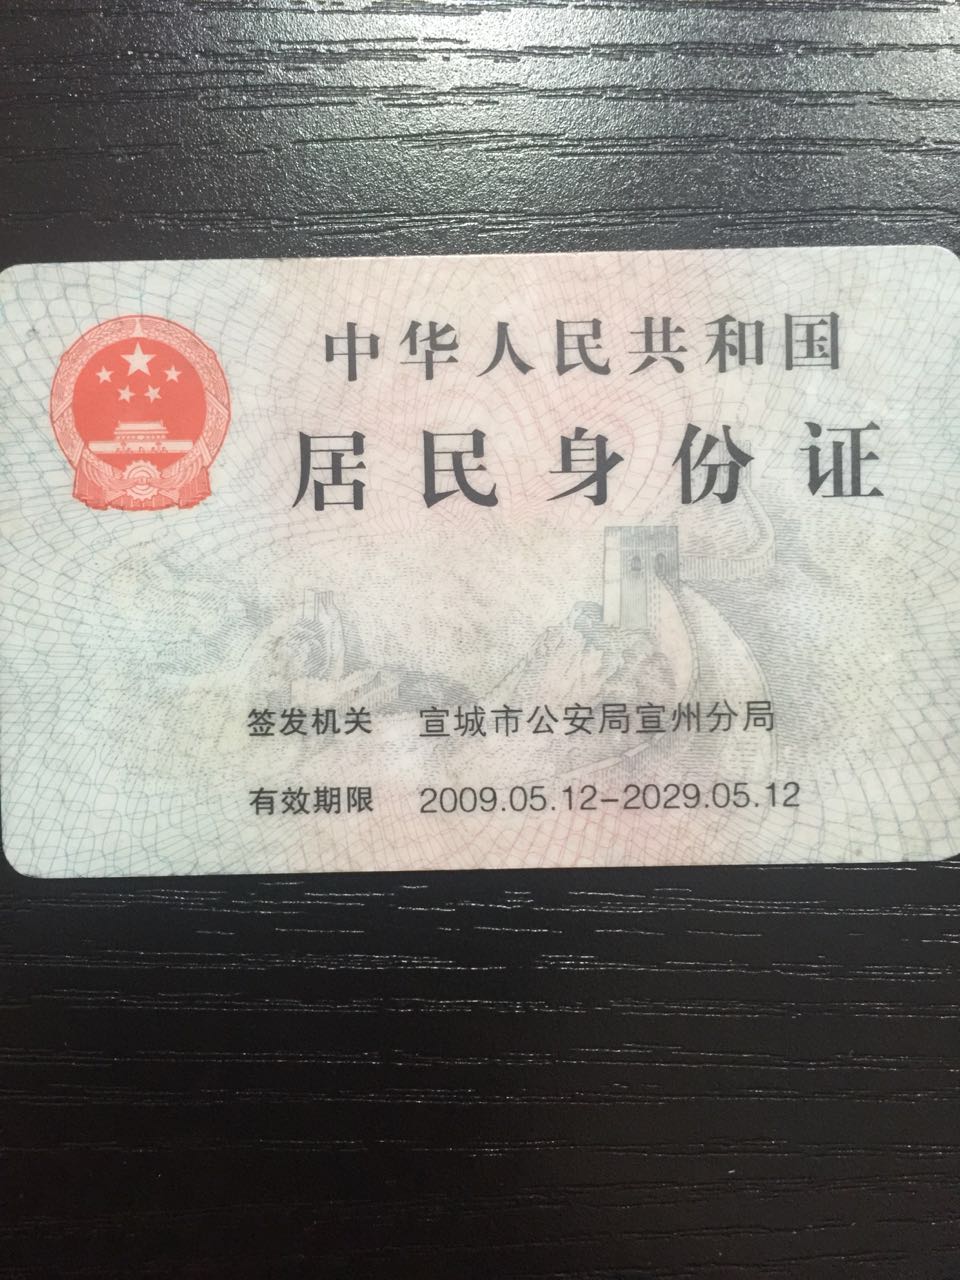 中华人民共和国
居民身份证
签发机关 宣城市公安局宣州分局
有效期限 2009.05.12-2029.05.12